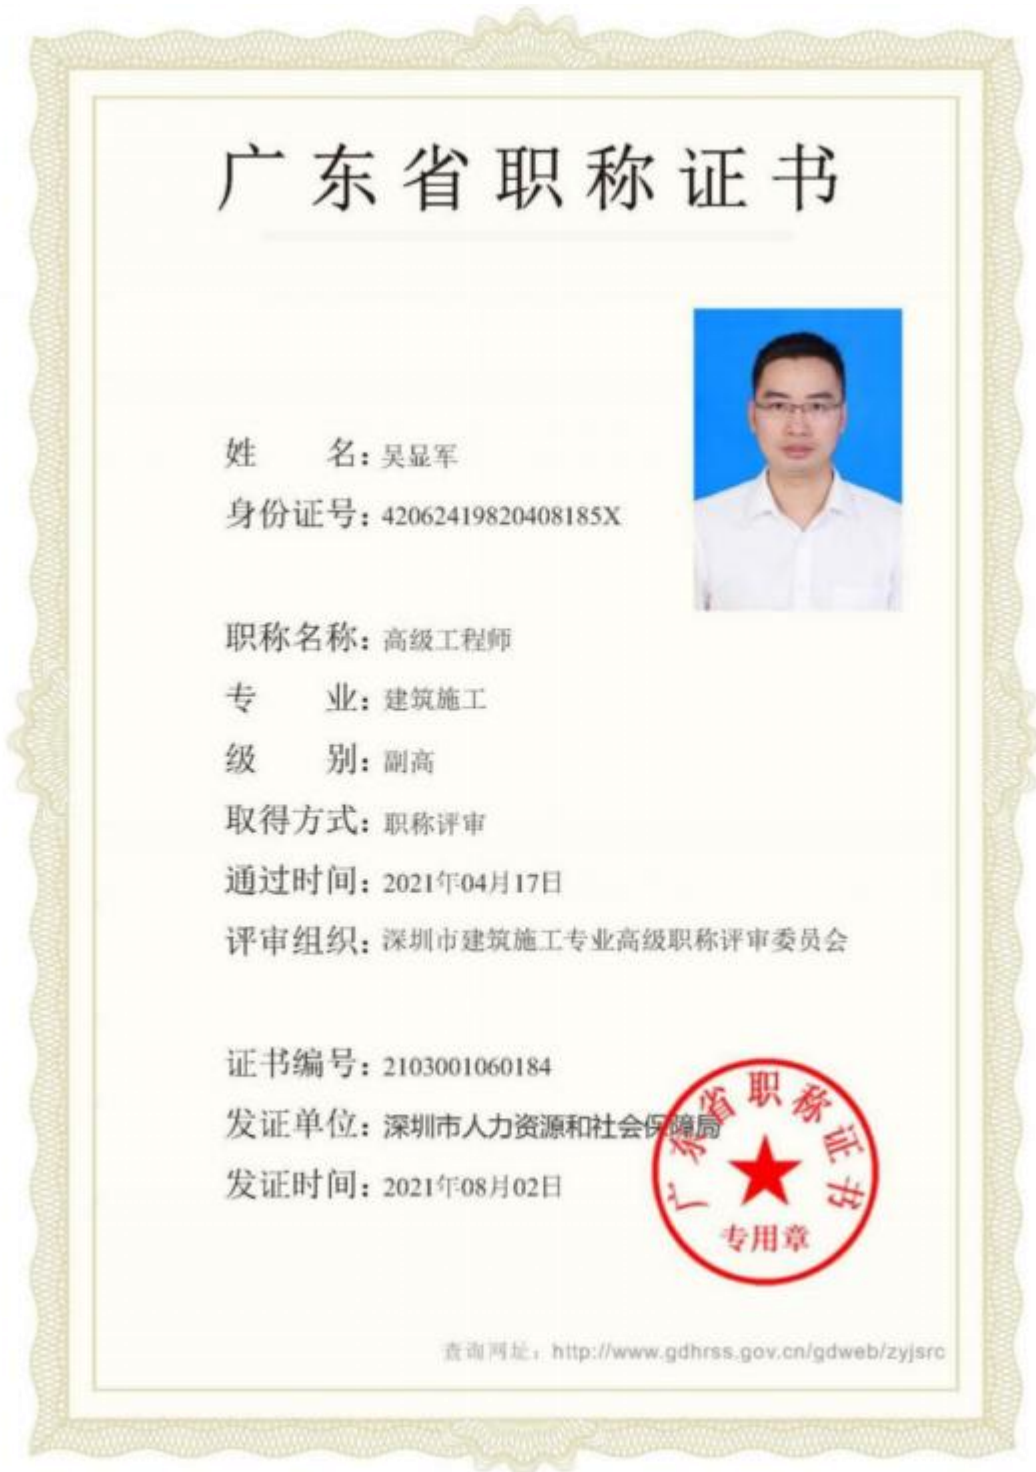 广东省职称证书
姓 名：吴显军
身份证号：42062419820408185X
职称名称：高级工程师
专 业：建筑施工
级 别：副高
取得方式：职称评审
通过时间：2021年04月17日
评审组织：深圳市建筑施工专业高级职称评审委员会
证书编号：2103001060184
发证单位：深圳市人力资源和社会保障局
发证时间：2021年08月02日
广东省职称证书
专用章
查询网址：http://www.gdhrss.gov.cn/gdweb/zyjsrc